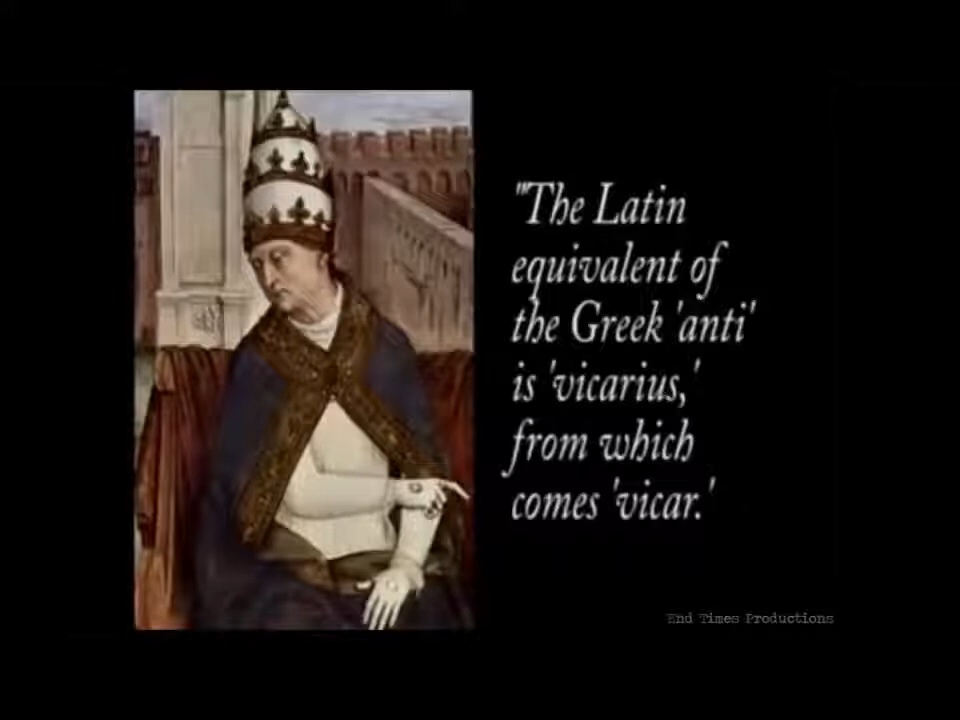 "The Latin
equivalent of
the Greek 'anti'
is 'vicarius,'
from which
comes 'vicar.'
End Times Productions